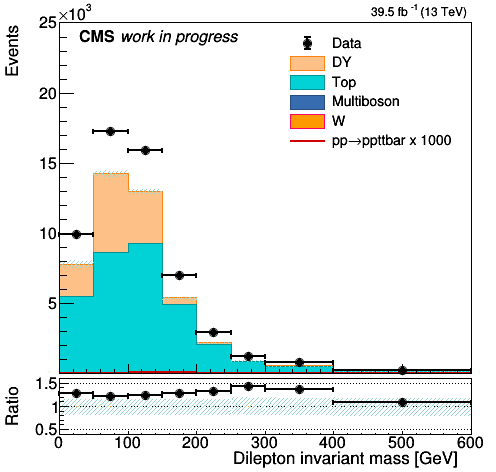 ×10³
39.5 fb⁻¹ (13 TeV)
CMS work in progress
Events
25
20
15
10
5
Data
DY
Top
Multiboson
W
pp→ppttbar x 1000
Ratio
1.5
1
0.5
0 100 200 300 400 500 600
Dilepton invariant mass [GeV]